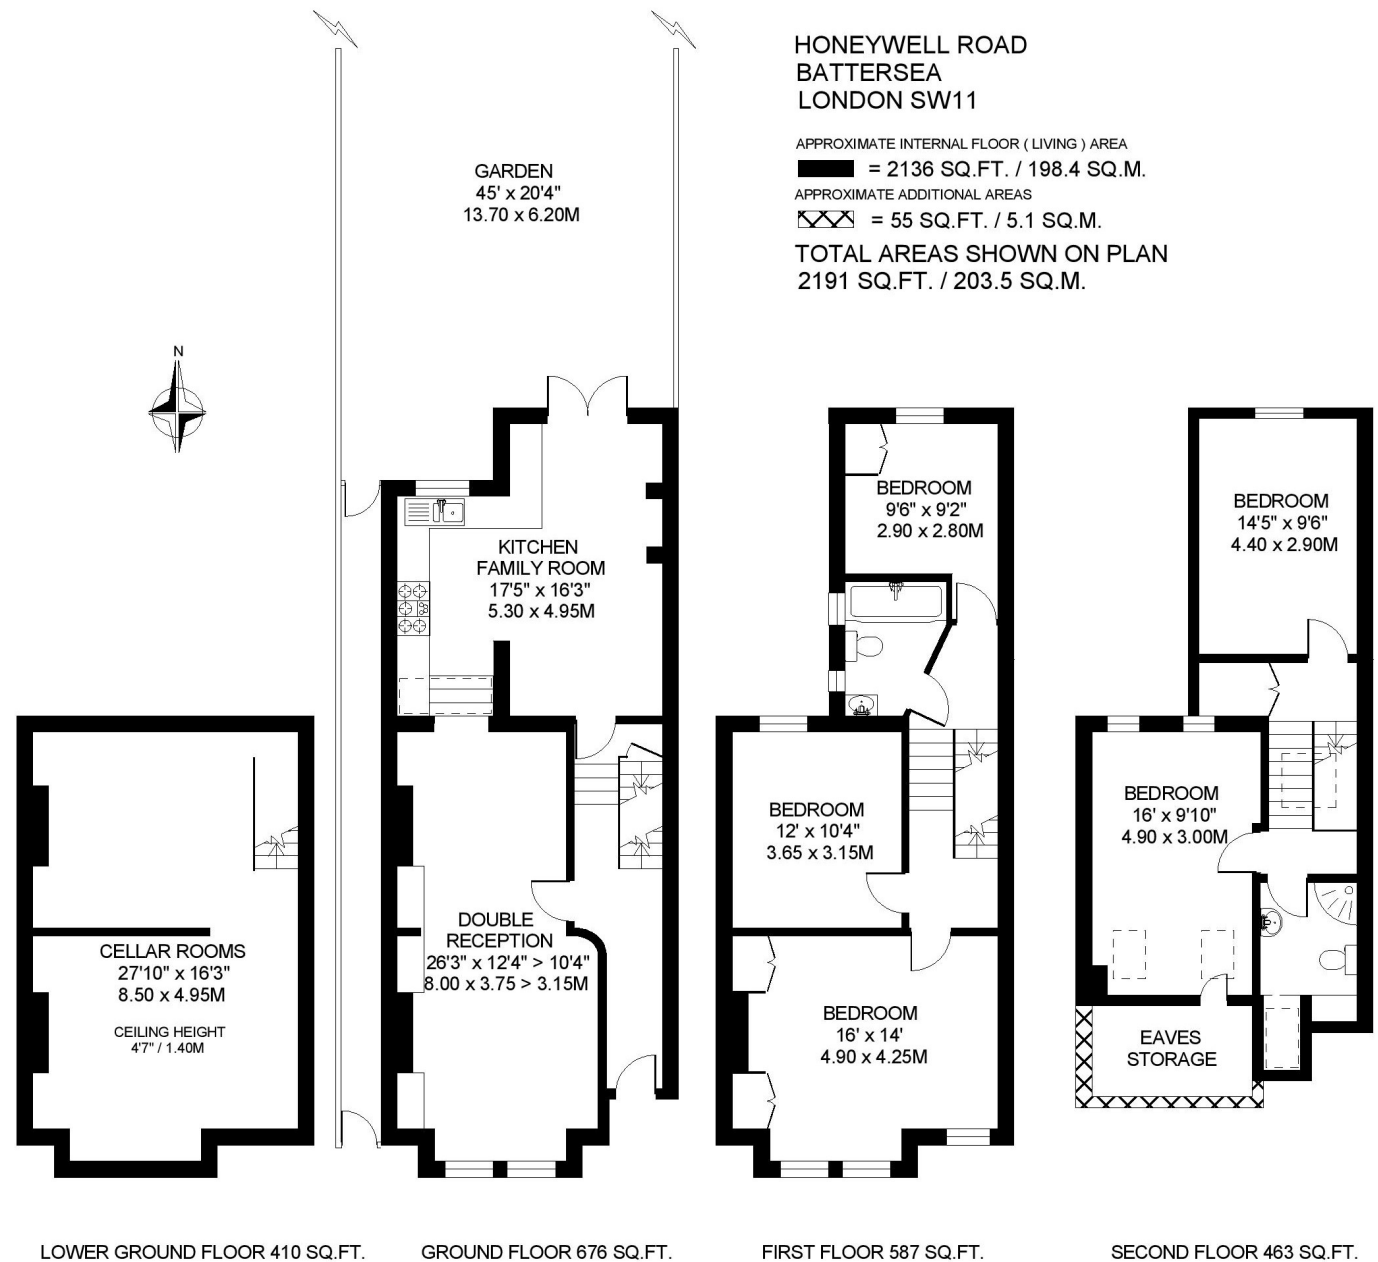 HONEYWELL ROAD
BATTERSEA
LONDON SW11
APPROXIMATE INTERNAL FLOOR ( LIVING ) AREA
= 2136 SQ.FT. / 198.4 SQ.M.
APPROXIMATE ADDITIONAL AREAS
= 55 SQ.FT. / 5.1 SQ.M.
TOTAL AREAS SHOWN ON PLAN
2191 SQ.FT. / 203.5 SQ.M.
GARDEN
45' x 20'4"
13.70 x 6.20M
N
KITCHEN
FAMILY ROOM
17'5" x 16'3"
5.30 x 4.95M
BEDROOM
9'6" x 9'2"
2.90 x 2.80M
BEDROOM
14'5" x 9'6"
4.40 x 2.90M
BEDROOM
12' x 10'4"
3.65 x 3.15M
BEDROOM
16' x 9'10"
4.90 x 3.00M
CELLAR ROOMS
27'10" x 16'3"
8.50 x 4.95M
CEILING HEIGHT
4'7" / 1.40M
DOUBLE
RECEPTION
26'3" x 12'4" > 10'4"
8.00 x 3.75 > 3.15M
BEDROOM
16' x 14'
4.90 x 4.25M
EAVES
STORAGE
LOWER GROUND FLOOR 410 SQ.FT.
GROUND FLOOR 676 SQ.FT.
FIRST FLOOR 587 SQ.FT.
SECOND FLOOR 463 SQ.FT.